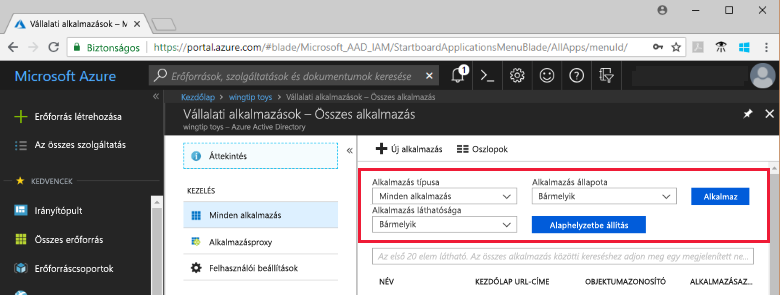 Vállalati alkalmazások – M
Biztonságos
https://portal.azure.com/#blade/Microsoft_AAD_IAM/StartboardApplicationsMenuBlade/AllApps/menuId/
Microsoft Azure
Erőforrások, szolgáltatások és dokumentumok keresése
1
Kezdőlap > wingtip toys > Vállalati alkalmazások – Összes alkalmazás
Vállalati alkalmazások – Összes alkalmazás
wingtip toys – Azure Active Directory
Erőforrás létrehozása
Az összes szolgáltatás
KEDVENCEK
Irányítópult
Összes erőforrás
Erőforráscsoportok
Áttekintés
KEZELÉS
Minden alkalmazás
Alkalmazásproxy
Felhasználói beállítások
Új alkalmazás
Oszlopok
Alkalmazás típusa
Alkalmazás állapota
Minden alkalmazás
Bármelyik
Alkalmaz
Alkalmazás láthatósága
Bármelyik
Alaphelyzetbe állítás
Az első 20 elem látható. Az összes alkalmazás közötti kereséshez adjon meg egy megjelenített ne...
NÉV
KEZDŐLAP URL-CÍME
OBJEKTUMAZONOSÍTÓ
ALKALMAZÁSAZ...